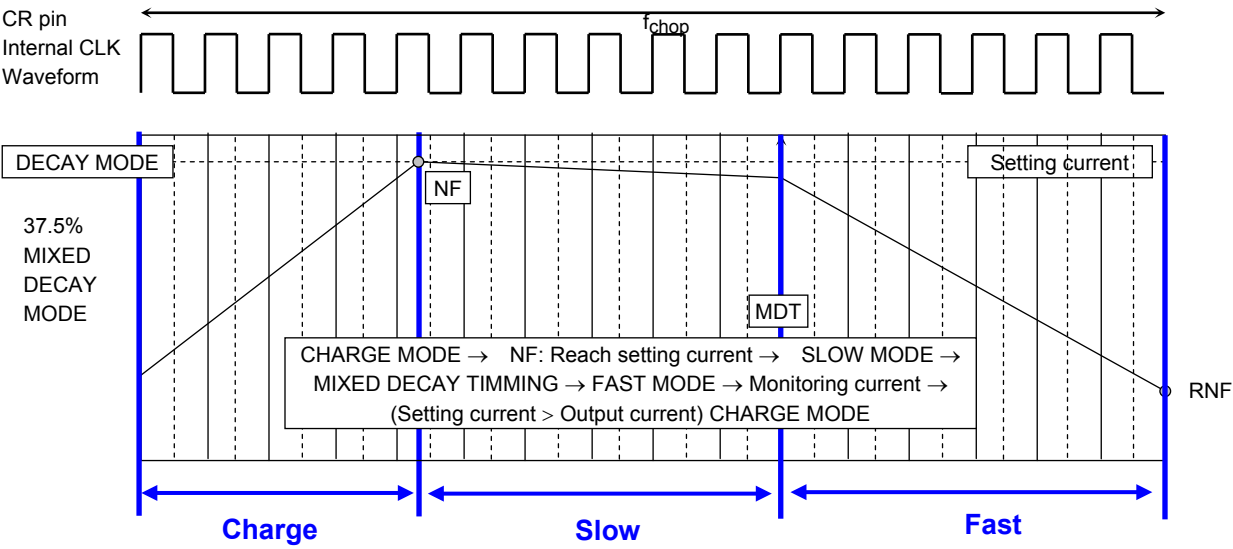 CR pin
Internal CLK
Waveform
fchop
DECAY MODE
Setting current
NF
37.5%
MIXED
DECAY
MODE
MDT
CHARGE MODE → NF: Reach setting current → SLOW MODE →
MIXED DECAY TIMMING → FAST MODE → Monitoring current →
(Setting current > Output current) CHARGE MODE
RNF
Charge
Slow
Fast